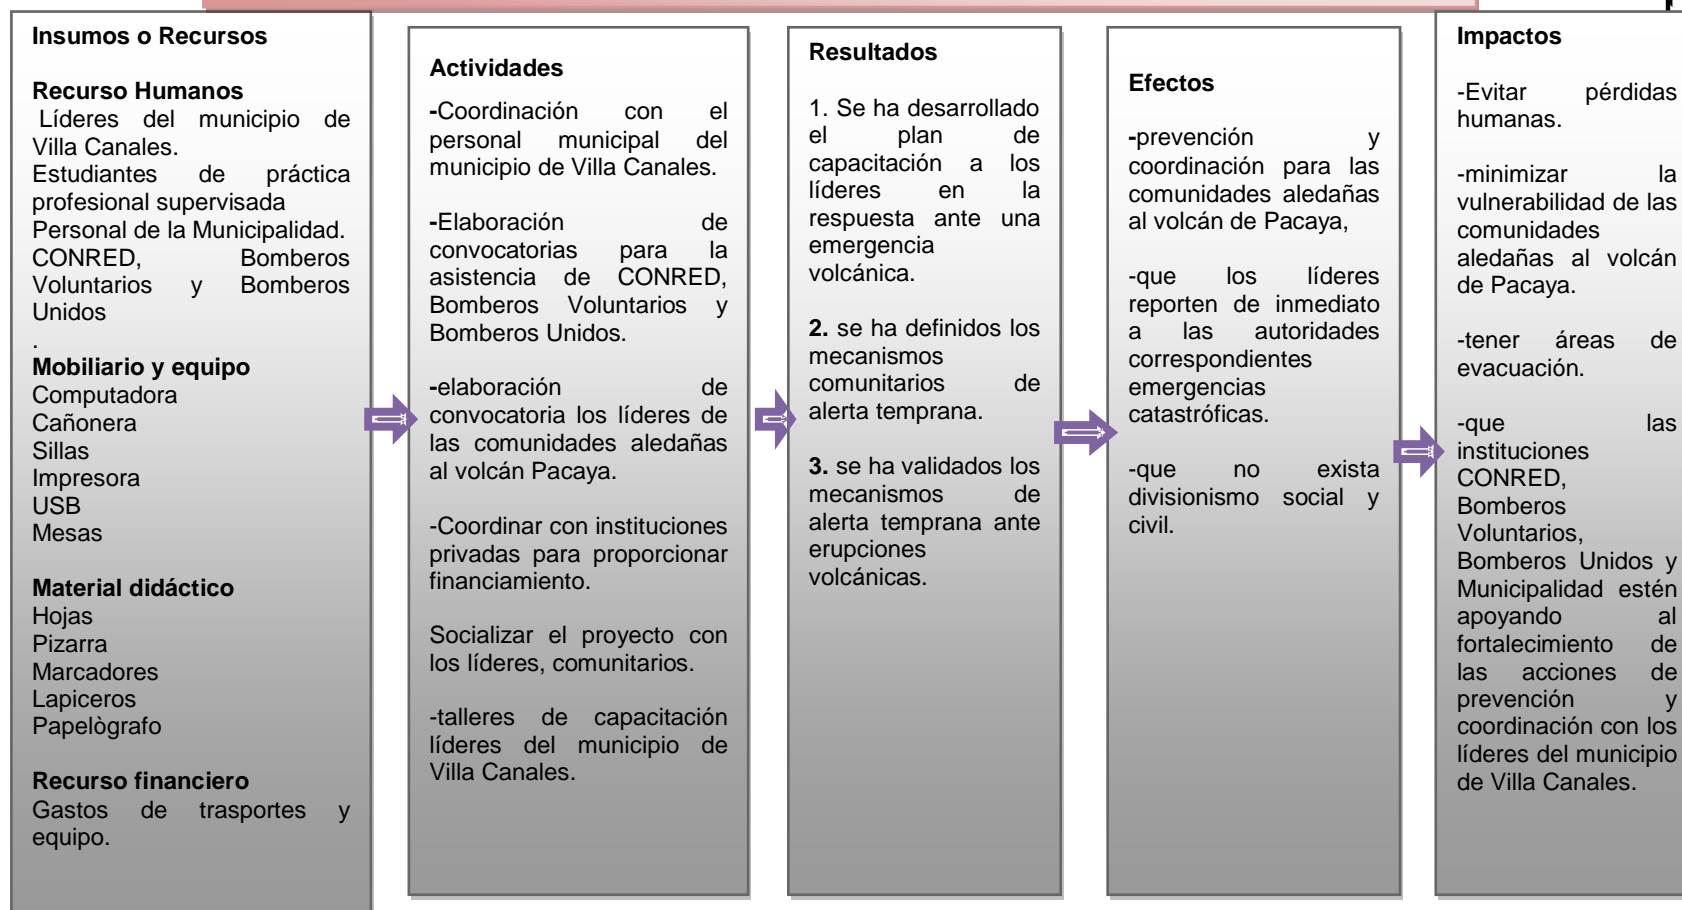 Insumos o Recursos
Recurso Humanos
Líderes del municipio de
Villa Canales.
Estudiantes de práctica
profesional supervisada
Personal de la Municipalidad.
CONRED, Bomberos
Voluntarios y Bomberos
Unidos
.
Mobiliario y equipo
Computadora
Cañonera
Sillas
Impresora
USB
Mesas
Material didáctico
Hojas
Pizarra
Marcadores
Lapiceros
Papelògrafo
Recurso financiero
Gastos de trasportes y
equipo.
Actividades
-Coordinación con el
personal municipal del
municipio de Villa Canales.
-Elaboración de
convocatorias para la
asistencia de CONRED,
Bomberos Voluntarios y
Bomberos Unidos.
-elaboración de
convocatoria los líderes de
las comunidades aledañas
al volcán Pacaya.
-Coordinar con instituciones
privadas para proporcionar
financiamiento.
Socializar el proyecto con
los líderes, comunitarios.
-talleres de capacitación
líderes del municipio de
Villa Canales.
Resultados
1. Se ha desarrollado
el plan de
capacitación a los
líderes en la
respuesta ante una
emergencia
volcánica.
2. se ha definidos los
mecanismos
comunitarios de
alerta temprana.
3. se ha validados los
mecanismos de
alerta temprana ante
erupciones
volcánicas.
Efectos
-prevención y
coordinación para las
comunidades aledañas
al volcán de Pacaya,
-que los líderes
reporten de inmediato
a las autoridades
correspondientes
emergencias
catastróficas.
-que no exista
divisionismo social y
civil.
Impactos
-Evitar pérdidas
humanas.
-minimizar la
vulnerabilidad de las
comunidades
aledañas al volcán
de Pacaya.
-tener áreas de
evacuación.
-que las
instituciones
CONRED,
Bomberos
Voluntarios,
Bomberos Unidos y
Municipalidad estén
apoyando al
fortalecimiento de
las acciones de
prevención y
coordinación con los
líderes del municipio
de Villa Canales.